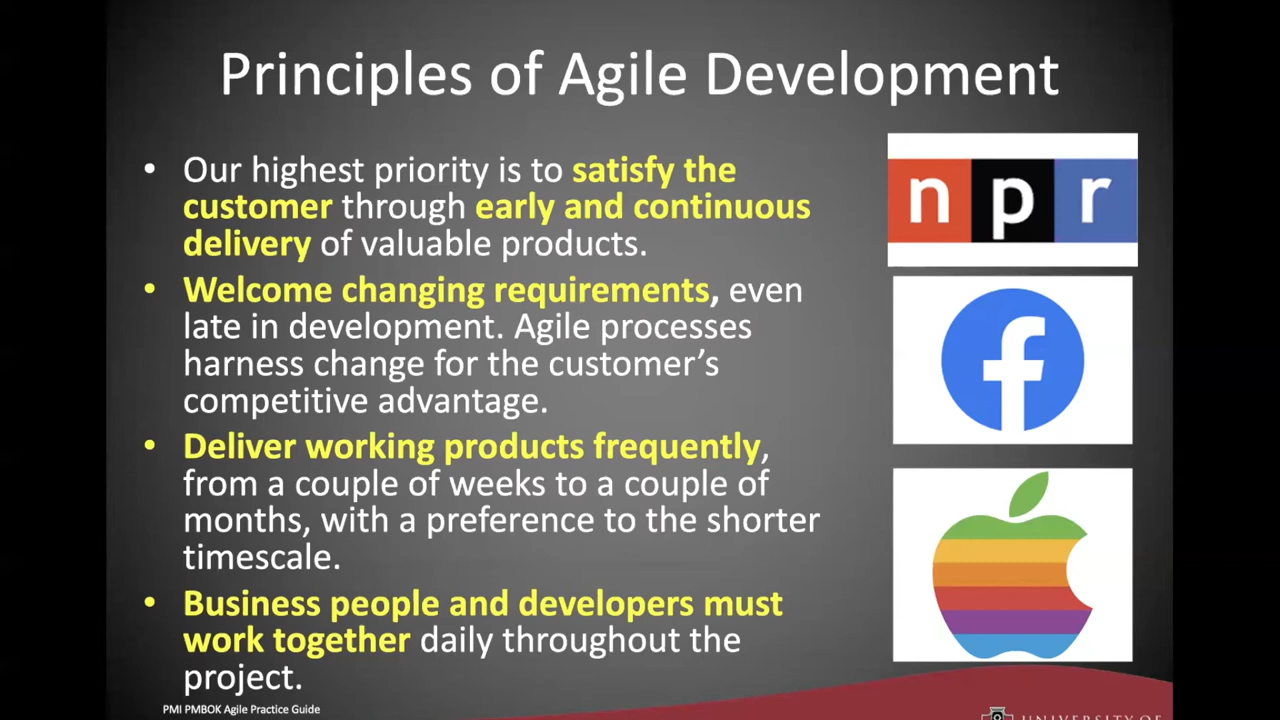 Principles of Agile Development
• Our highest priority is to satisfy the
customer through early and continuous
delivery of valuable products.
• Welcome changing requirements, even
late in development. Agile processes
harness change for the customer’s
competitive advantage.
• Deliver working products frequently,
from a couple of weeks to a couple of
months, with a preference to the shorter
timescale.
• Business people and developers must
work together daily throughout the
project.
npr
f
PMI PMBOK Agile Practice Guide
UNIVERSITY OF